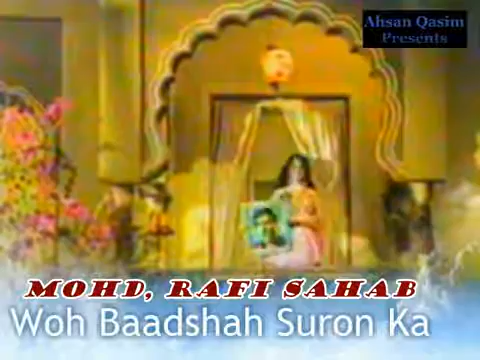 Ahsan Qasim
Presents
MOHD, RAFI SAHAB
Woh Baadshah Suron Ka